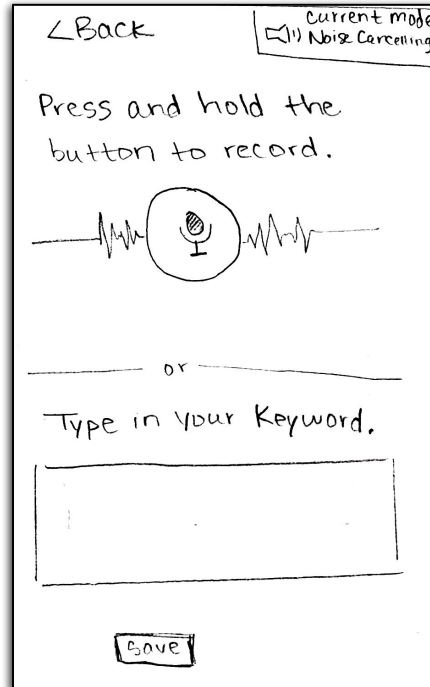 <Back
Current mode
Noise Cancelling
Press and hold the
button to record.
or
Type in your Keyword.
Save